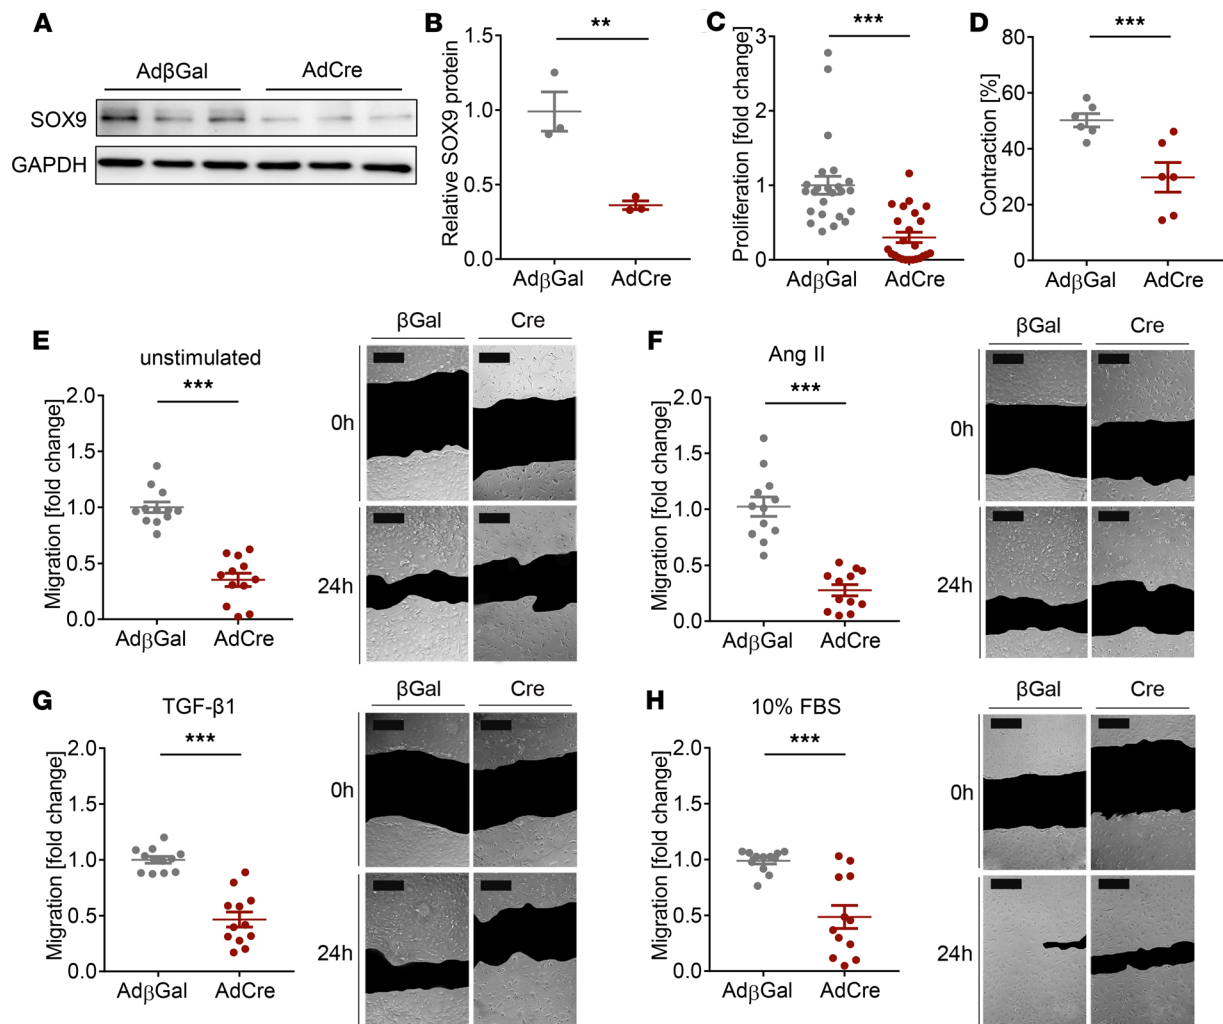 A
AdβGal AdCre
SOX9
GAPDH
B
Relative SOX9 protein
1.5
1.0
0.5
0.0
**
AdβGal AdCre
C
Proliferation [fold change]
3
2
1
0
***
AdβGal AdCre
D
Contraction [%]
80
60
40
20
0
***
AdβGal AdCre
E
unstimulated
***
Migration [fold change]
2.0
1.5
1.0
0.5
0.0
AdβGal AdCre
βGal Cre
0h
24h
F
Ang II
***
Migration [fold change]
2.0
1.5
1.0
0.5
0.0
AdβGal AdCre
βGal Cre
0h
24h
G
TGF-β1
***
Migration [fold change]
2.0
1.5
1.0
0.5
0.0
AdβGal AdCre
βGal Cre
0h
24h
H
10% FBS
***
Migration [fold change]
2.0
1.5
1.0
0.5
0.0
AdβGal AdCre
βGal Cre
0h
24h